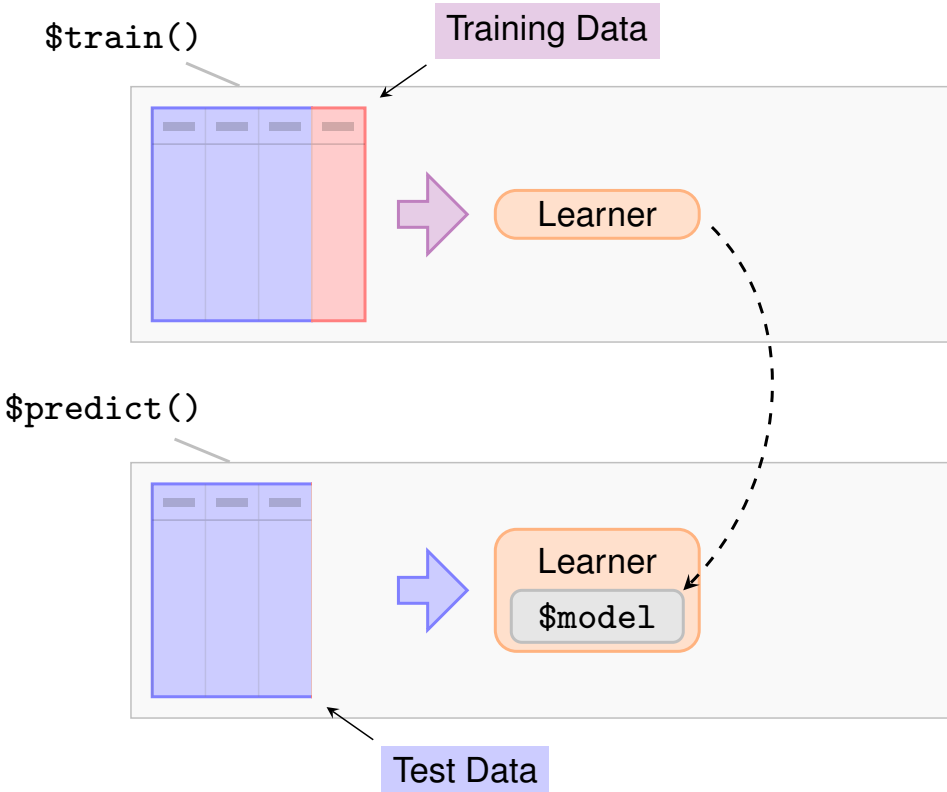 $train()
Training Data
Learner
$predict()
Learner
$model
Test Data